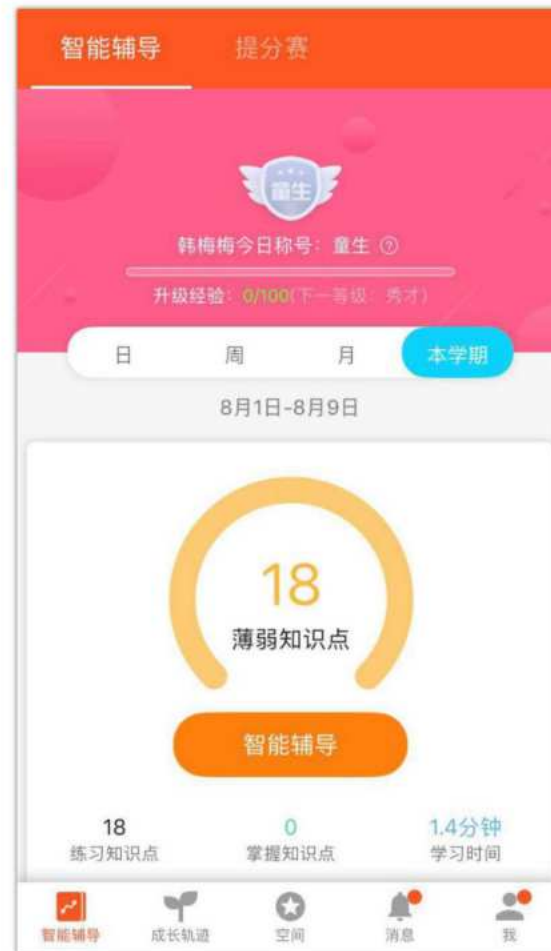 智能辅导 提分赛
童生
韩梅梅今日称号：童生 ?
升级经验：0/100(下一等级：秀才)
日 周 月 本学期
8月1日-8月9日
18
薄弱知识点
智能辅导
18 0 1.4分钟
练习知识点 掌握知识点 学习时间
智能辅导 成长轨迹 空间 消息 我